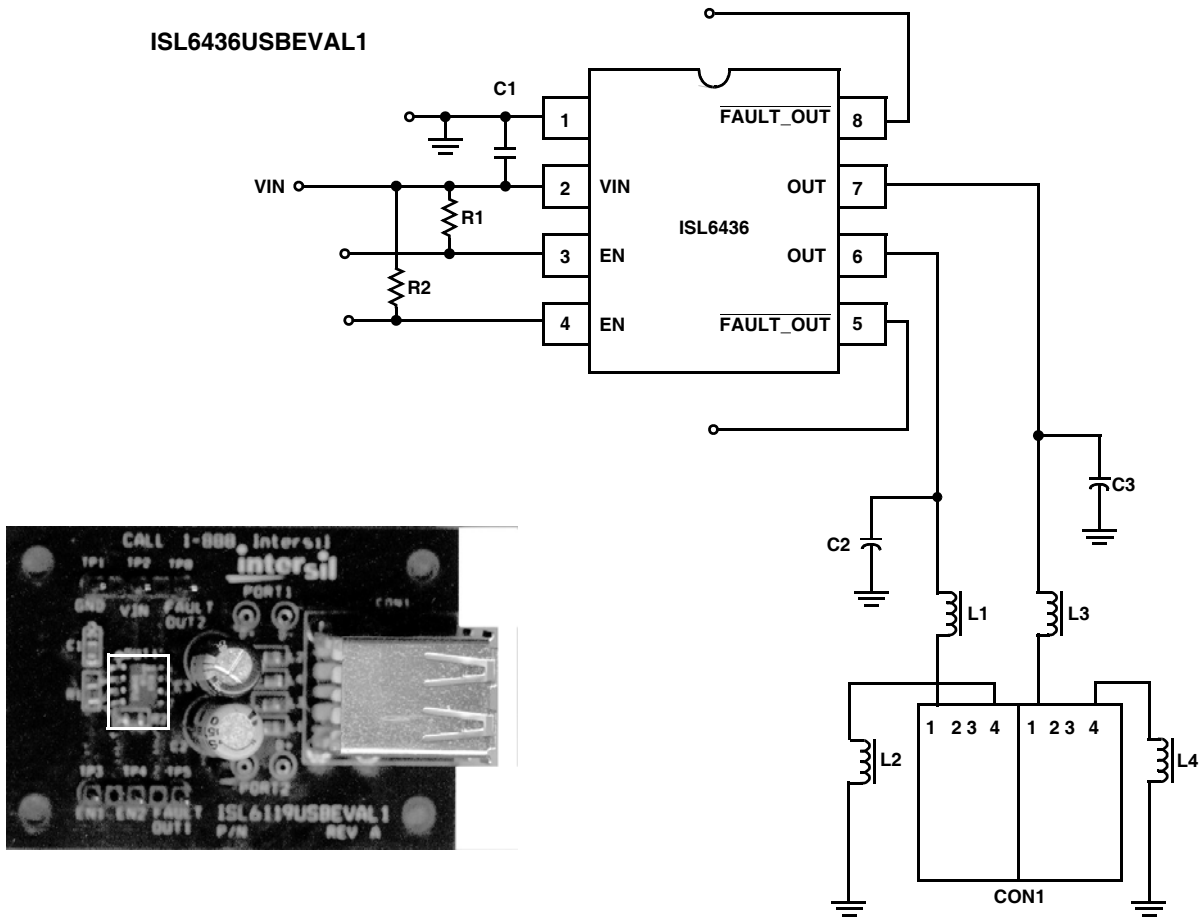 ISL6436USBEVAL1
C1
1
FAULT_OUT
8
VIN
2
VIN
OUT
7
R1
ISL6436
3
EN
OUT
6
R2
4
EN
FAULT_OUT
5
C3
C2
L1
L3
1 2 3 4
1 2 3 4
L2
L4
CON1
CALL 1-800 Intersil
intersil
TP1 TP2 TP8
GND VIN FAULT OUT2
PORT1
CON1
C1
PORT2
TP3 TP4 TP5
EN1 EN2 FAULT OUT1
ISL6119USBEVAL1
P/N REV A